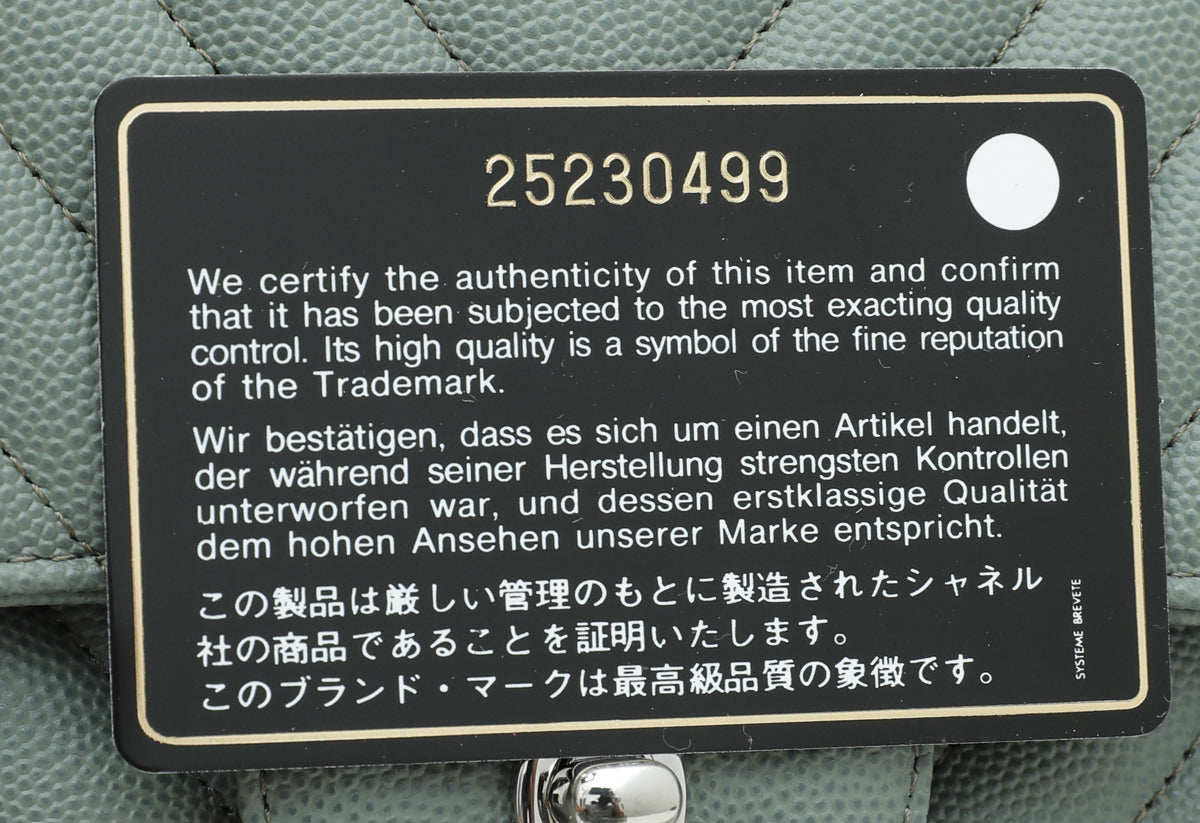 25230499
We certify the authenticity of this item and confirm
that it has been subjected to the most exacting quality
control. Its high quality is a symbol of the fine reputation
of the Trademark.
Wir bestätigen, dass es sich um einen Artikel handelt,
der während seiner Herstellung strengsten Kontrollen
unterworfen war, und dessen erstklassige Qualität
dem hohen Ansehen unserer Marke entspricht.
この製品は厳しい管理のもとに製造されたシャネル
社の商品であることを証明いたします。
このブランド・マークは最高級品質の象徴です。
SYSTEME BREVETE